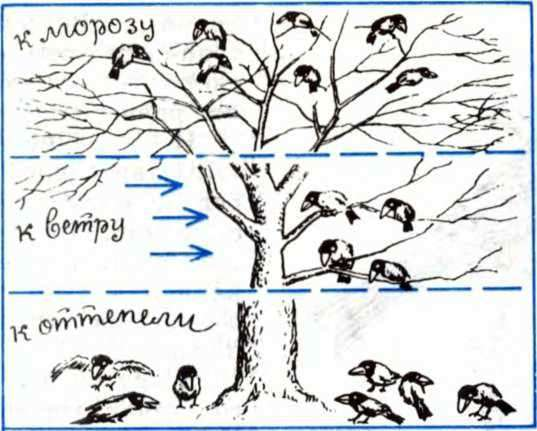 к морозу
к ветру
к оттепели